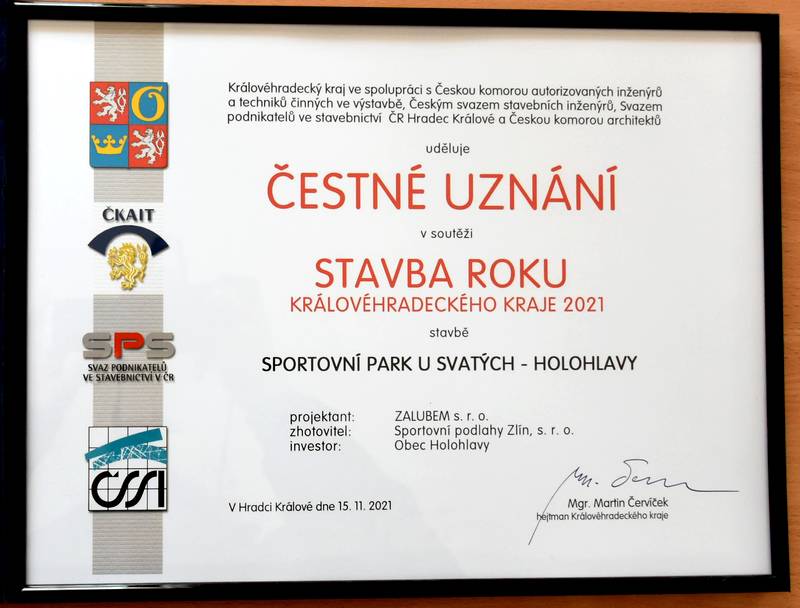 Královéhradecký kraj ve spolupráci s Českou komorou autorizovaných inženýrů
a techniků činných ve výstavbě, Českým svazem stavebních inženýrů, Svazem
podnikatelů ve stavebnictví ČR Hradec Králové a Českou komorou architektů
uděluje
ČESTNÉ UZNÁNÍ
v soutěži
STAVBA ROKU
KRÁLOVÉHRADECKÉHO KRAJE 2021
stavbě
SPORTOVNÍ PARK U SVATÝCH - HOLOHLAVY
projektant: ZALUBEM s. r. o.
zhotovitel: Sportovní podlahy Zlín, s. r. o.
investor: Obec Holohlavy
V Hradci Králové dne 15. 11. 2021
Mgr. Martin Červíček
hejtman Královéhradeckého kraje
ČKAIT
SPS
SVAZ PODNIKATELŮ
VE STAVEBNICTVÍ V ČR
ČSSI